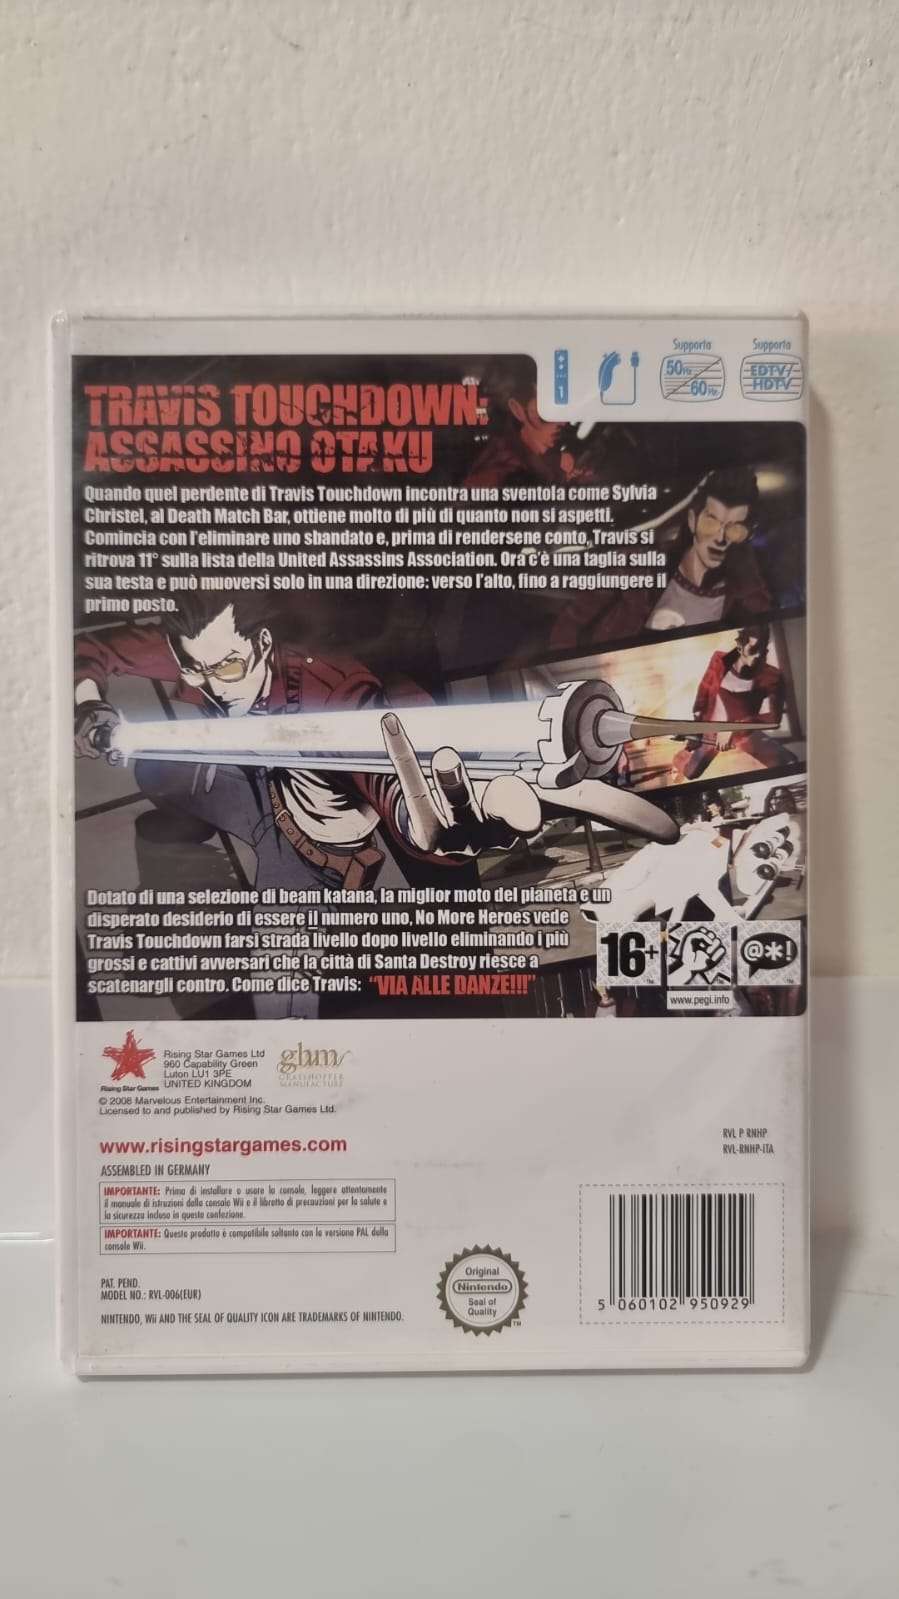 Supporta
50Hz
60Hz
Supporta
EDTV/
HDTV
1
TRAVIS TOUCHDOWN:
ASSASSINO OTAKU
Quando quel perdente di Travis Touchdown incontra una sventola come Sylvia
Christel, al Death Match Bar, ottiene molto di più di quanto non si aspetti.
Comincia con l'eliminare uno sbandato e, prima di rendersene conto, Travis si
ritrova 11° sulla lista della United Assassins Association. Ora c'è una taglia sulla
sua testa e può muoversi solo in una direzione: verso l'alto, fino a raggiungere il
primo posto.
Dotato di una selezione di beam katana, la miglior moto del pianeta e un
disperato desiderio di essere il numero uno, No More Heroes vede
Travis Touchdown farsi strada livello dopo livello eliminando i più
grossi e cattivi avversari che la città di Santa Destroy riesce a
scatenargli contro. Come dice Travis: "VIA ALLE DANZE!!!"
16+
@*!
www.pegi.info
Rising Star Games
Rising Star Games Ltd
960 Capability Green
Luton LU1 3PE
UNITED KINGDOM
ghm
GRASSHOPPER
MANUFACTURE
© 2008 Marvelous Entertainment Inc.
Licensed to and published by Rising Star Games Ltd.
www.risingstargames.com
RVL P RNHP
RVL-RNHP-ITA
ASSEMBLED IN GERMANY
IMPORTANTE: Prima di installare o usare la console, leggere attentamente
il manuale di istruzioni della console Wii e il libretto di precauzioni per la salute e
la sicurezza incluso in questa confezione.
IMPORTANTE: Questo prodotto è compatibile soltanto con la versione PAL della
console Wii.
PAT. PEND.
MODEL NO.: RVL-006(EUR)
NINTENDO, Wii AND THE SEAL OF QUALITY ICON ARE TRADEMARKS OF NINTENDO.
Original
Nintendo
Seal of
Quality
TM
5 060102 950929